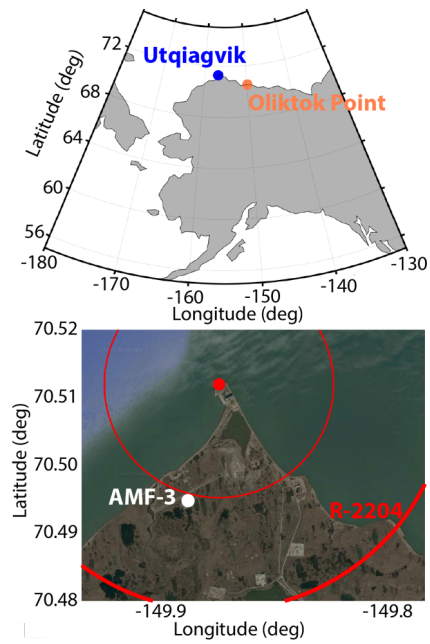 72
Utqiagvik
68
Oliktok Point
Latitude (deg)
64
60
56
-180
-130
-170
-140
-160
-150
Longitude (deg)
70.52
70.51
Latitude (deg)
70.50
AMF-3
R-2204
70.49
70.48
-149.9
-149.8
Longitude (deg)